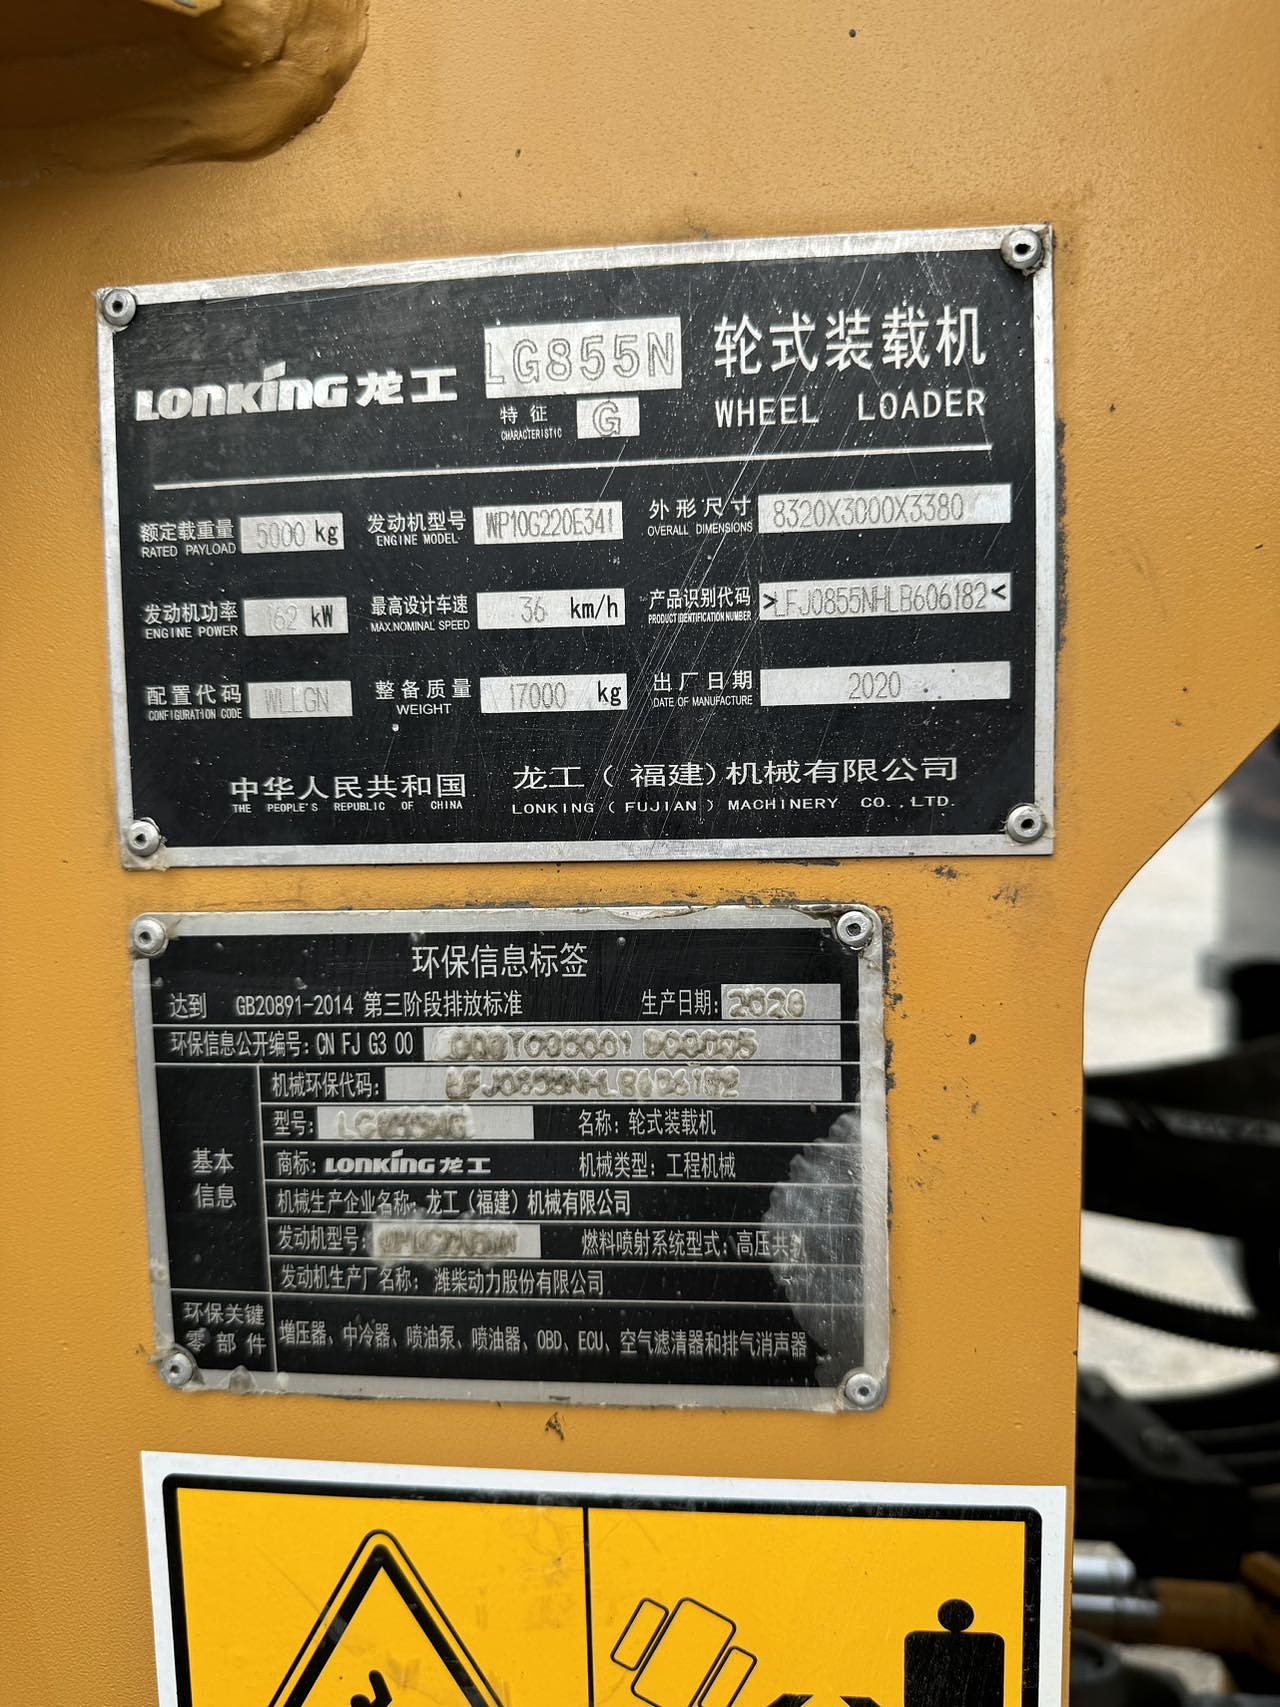 LONKING 龙工 LG855N 轮式装载机
特征 G WHEEL LOADER
CHARACTERISTIC
额定载重量 5000 kg 发动机型号 WP10G220E341 外形尺寸 8320X3000X3380
RATED PAYLOAD ENGINE MODEL OVERALL DIMENSIONS
发动机功率 162 kW 最高设计车速 36 km/h 产品识别代码 >LFJ0855NHLB606182<
ENGINE POWER MAX.NOMINAL SPEED PRODUCT IDENTIFICATION NUMBER
配置代码 WLLGN 整备质量 17000 kg 出厂日期 2020
CONFIGURATION CODE WEIGHT DATE OF MANUFACTURE
中华人民共和国 龙工(福建)机械有限公司
THE PEOPLE'S REPUBLIC OF CHINA LONKING(FUJIAN)MACHINERY CO.,LTD.
环保信息标签
达到 GB20891-2014 第三阶段排放标准 生产日期: 2020
环保信息公开编号: CN FJ G3 00
机械环保代码: LFJ0855NHLB606182
型号: 名称: 轮式装载机
基本信息
商标: LONKING 龙工 机械类型: 工程机械
机械生产企业名称: 龙工(福建)机械有限公司
发动机型号: 燃料喷射系统型式: 高压共轨
发动机生产厂名称: 潍柴动力股份有限公司
环保关键零部件 增压器、中冷器、喷油泵、喷油器、OBD、ECU、空气滤清器和排气消声器